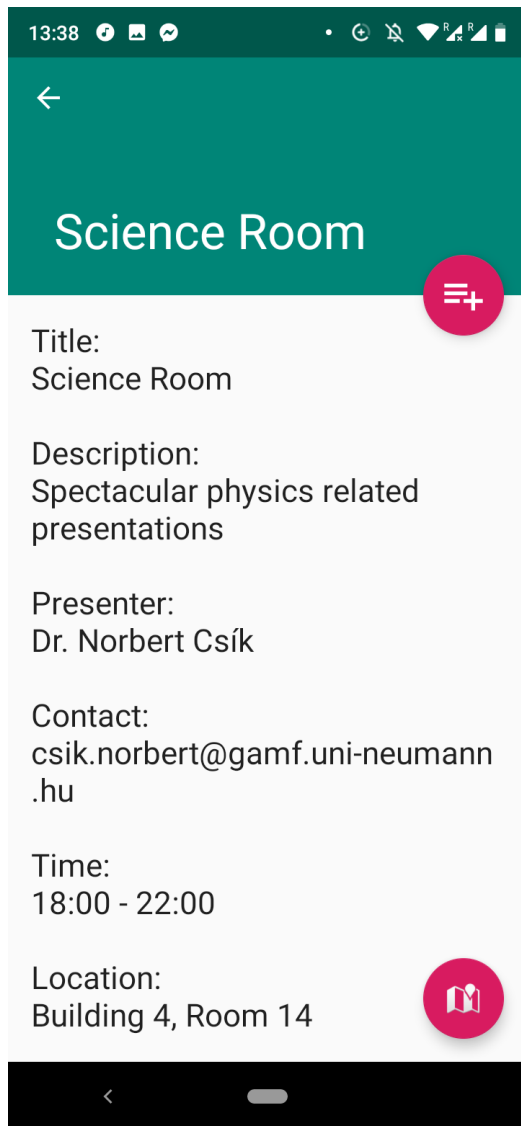 13:38
R R
Science Room
Title:
Science Room
Description:
Spectacular physics related
presentations
Presenter:
Dr. Norbert Csík
Contact:
csik.norbert@gamf.uni-neumann
.hu
Time:
18:00 - 22:00
Location:
Building 4, Room 14